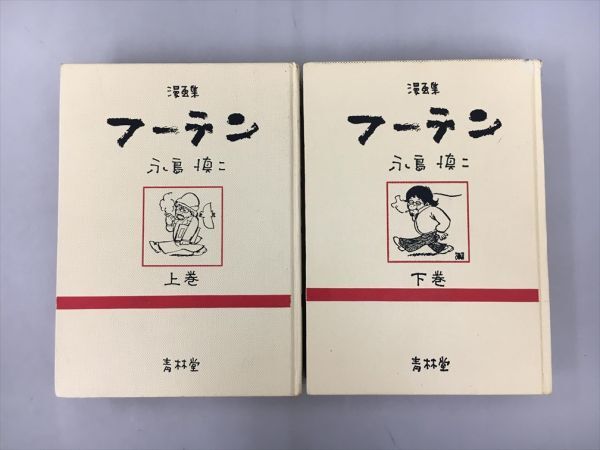 漫画集
フーテン
永島慎二
上巻
青林堂
漫画集
フーテン
永島慎二
下巻
青林堂